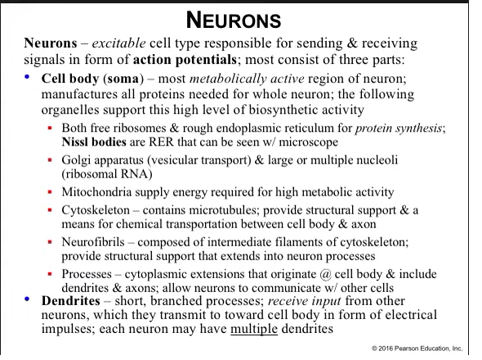 NEURONS
Neurons – excitable cell type responsible for sending & receiving
signals in form of action potentials; most consist of three parts:
• Cell body (soma) – most metabolically active region of neuron;
manufactures all proteins needed for whole neuron; the following
organelles support this high level of biosynthetic activity
▪ Both free ribosomes & rough endoplasmic reticulum for protein synthesis;
Nissl bodies are RER that can be seen w/ microscope
▪ Golgi apparatus (vesicular transport) & large or multiple nucleoli
(ribosomal RNA)
▪ Mitochondria supply energy required for high metabolic activity
▪ Cytoskeleton – contains microtubules; provide structural support & a
means for chemical transportation between cell body & axon
▪ Neurofibrils – composed of intermediate filaments of cytoskeleton;
provide structural support that extends into neuron processes
▪ Processes – cytoplasmic extensions that originate @ cell body & include
dendrites & axons; allow neurons to communicate w/ other cells
• Dendrites – short, branched processes; receive input from other
neurons, which they transmit to toward cell body in form of electrical
impulses; each neuron may have multiple dendrites
© 2016 Pearson Education, Inc.